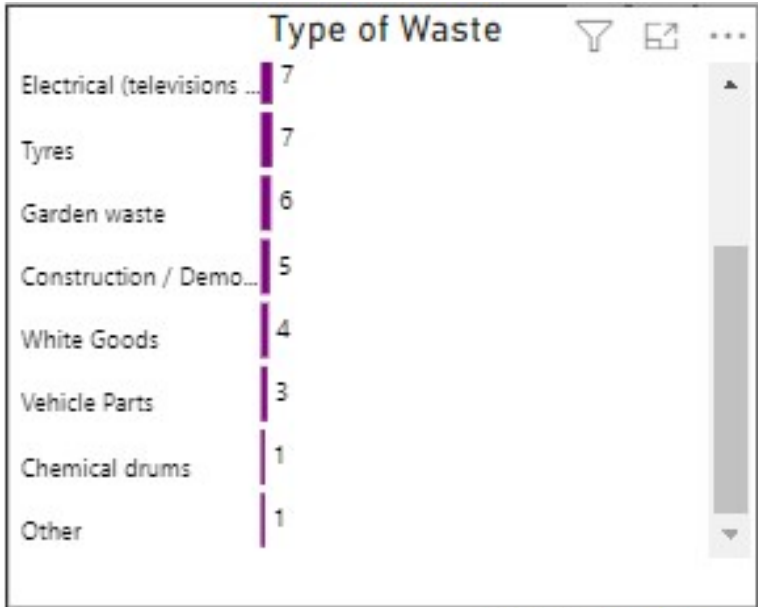 Type of Waste
Electrical (televisions ... 7
Tyres 7
Garden waste 6
Construction / Demo... 5
White Goods 4
Vehicle Parts 3
Chemical drums 1
Other 1